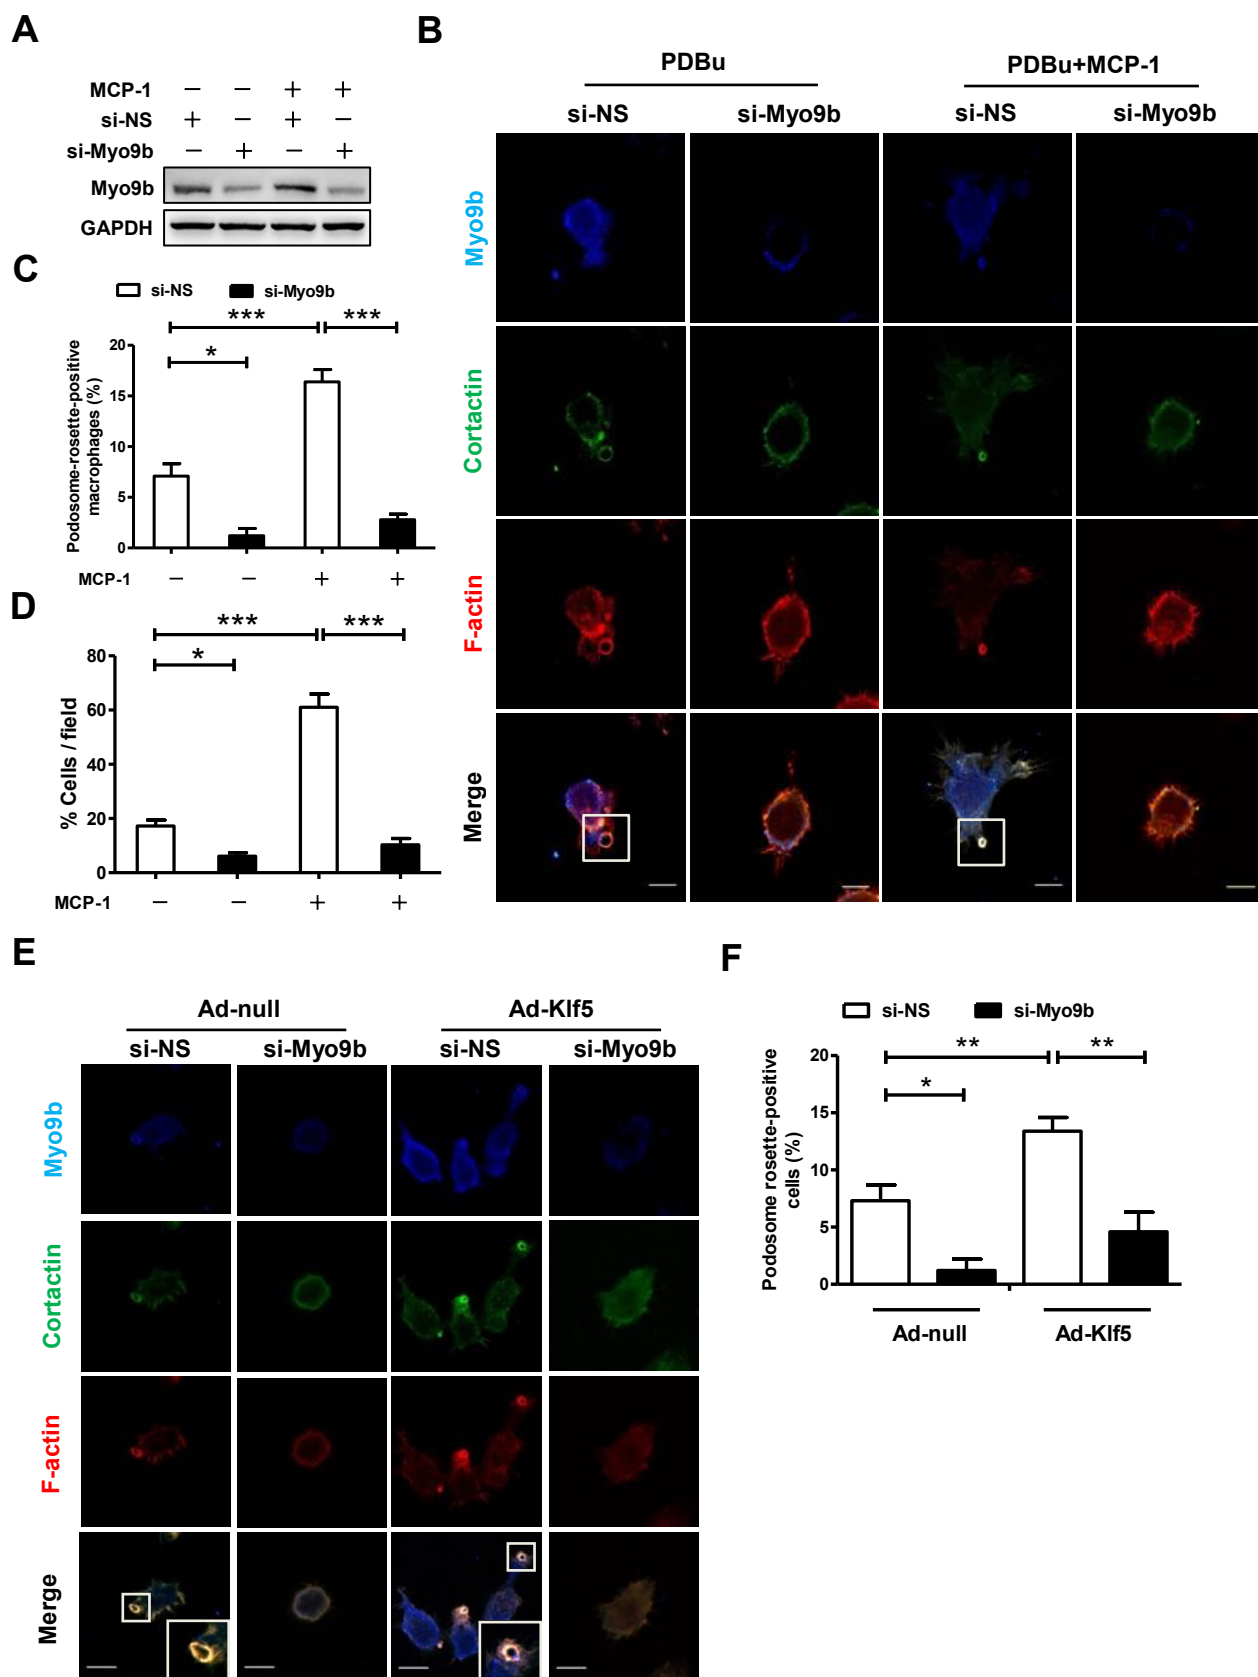 A
MCP-1 – – + +
si-NS + – + –
si-Myo9b – + – +
Myo9b
GAPDH
B
PDBu PDBu+MCP-1
si-NS si-Myo9b si-NS si-Myo9b
Myo9b
Cortactin
F-actin
Merge
C
si-NS si-Myo9b
*** ***
*
Podosome-rosette-positive
macrophages (%)
20
15
10
5
0
MCP-1 – – + +
D
*** ***
*
% Cells / field
80
60
40
20
0
MCP-1 – – + +
E
Ad-null Ad-Klf5
si-NS si-Myo9b si-NS si-Myo9b
Myo9b
Cortactin
F-actin
Merge
F
si-NS si-Myo9b
** **
*
Podosome rosette-positive
cells (%)
20
15
10
5
0
Ad-null Ad-Klf5